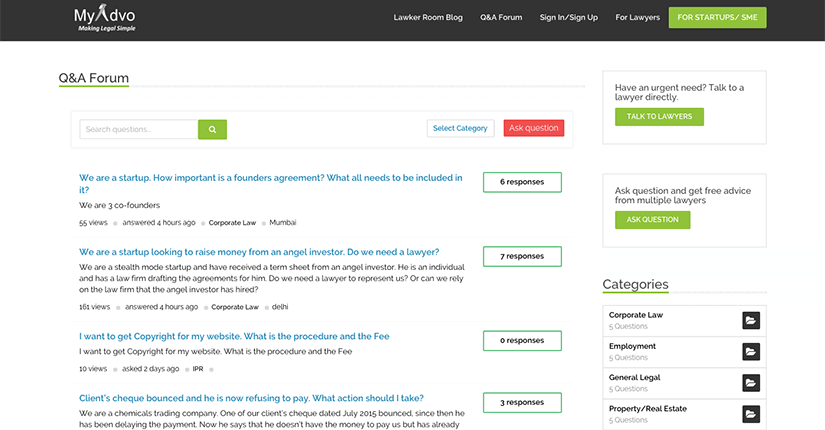 MyAdvo
Making Legal Simple
Lawker Room Blog
Q&A Forum
Sign In/Sign Up
For Lawyers
FOR STARTUPS/ SME
Q&A Forum
Search questions...
Select Category
Ask question
We are a startup. How important is a founders agreement? What all needs to be included in
it?
6 responses
We are 3 co-founders
55 views answered 4 hours ago Corporate Law Mumbai
We are a startup looking to raise money from an angel investor. Do we need a lawyer?
7 responses
We are a stealth mode startup and have received a term sheet from an angel investor. He is an individual
and has a law firm drafting the agreements for him. Do we need a lawyer to represent us? Or can we rely
on the law firm that the angel investor has hired?
161 views answered 4 hours ago Corporate Law delhi
I want to get Copyright for my website. What is the procedure and the Fee
0 responses
I want to get Copyright for my website. What is the procedure and the Fee
10 views asked 2 days ago IPR
Client's cheque bounced and he is now refusing to pay. What action should I take?
3 responses
We are a chemicals trading company. One of our client's cheque dated July 2015 bounced, since then he
has been delaying the payment. Now he says that he doesn't have the money to pay us but has already
Have an urgent need? Talk to a
lawyer directly.
TALK TO LAWYERS
Ask question and get free advice
from multiple lawyers
ASK QUESTION
Categories
Corporate Law
5 Questions
Employment
5 Questions
General Legal
5 Questions
Property/Real Estate
5 Questions